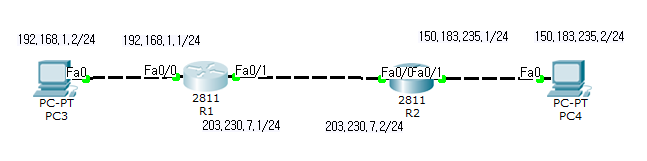 192,168,1,2/24
192,168,1,1/24
150,183,235,1/24
150,183,235,2/24
Fa0
Fa0/0
Fa0/1
Fa0/0
Fa0/1
Fa0
PC-PT
PC3
2811
R1
2811
R2
PC-PT
PC4
203,230,7,1/24
203,230,7,2/24